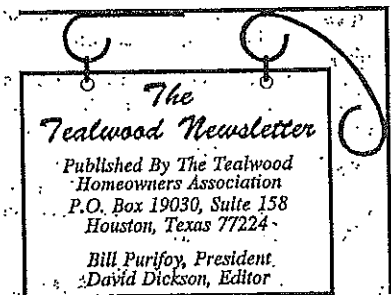 The
Tealwood Newsletter
Published By The Tealwood
Homeowners Association
P.O. Box 19030, Suite 158
Houston, Texas 77224
Bill Purifoy, President
David Dickson, Editor